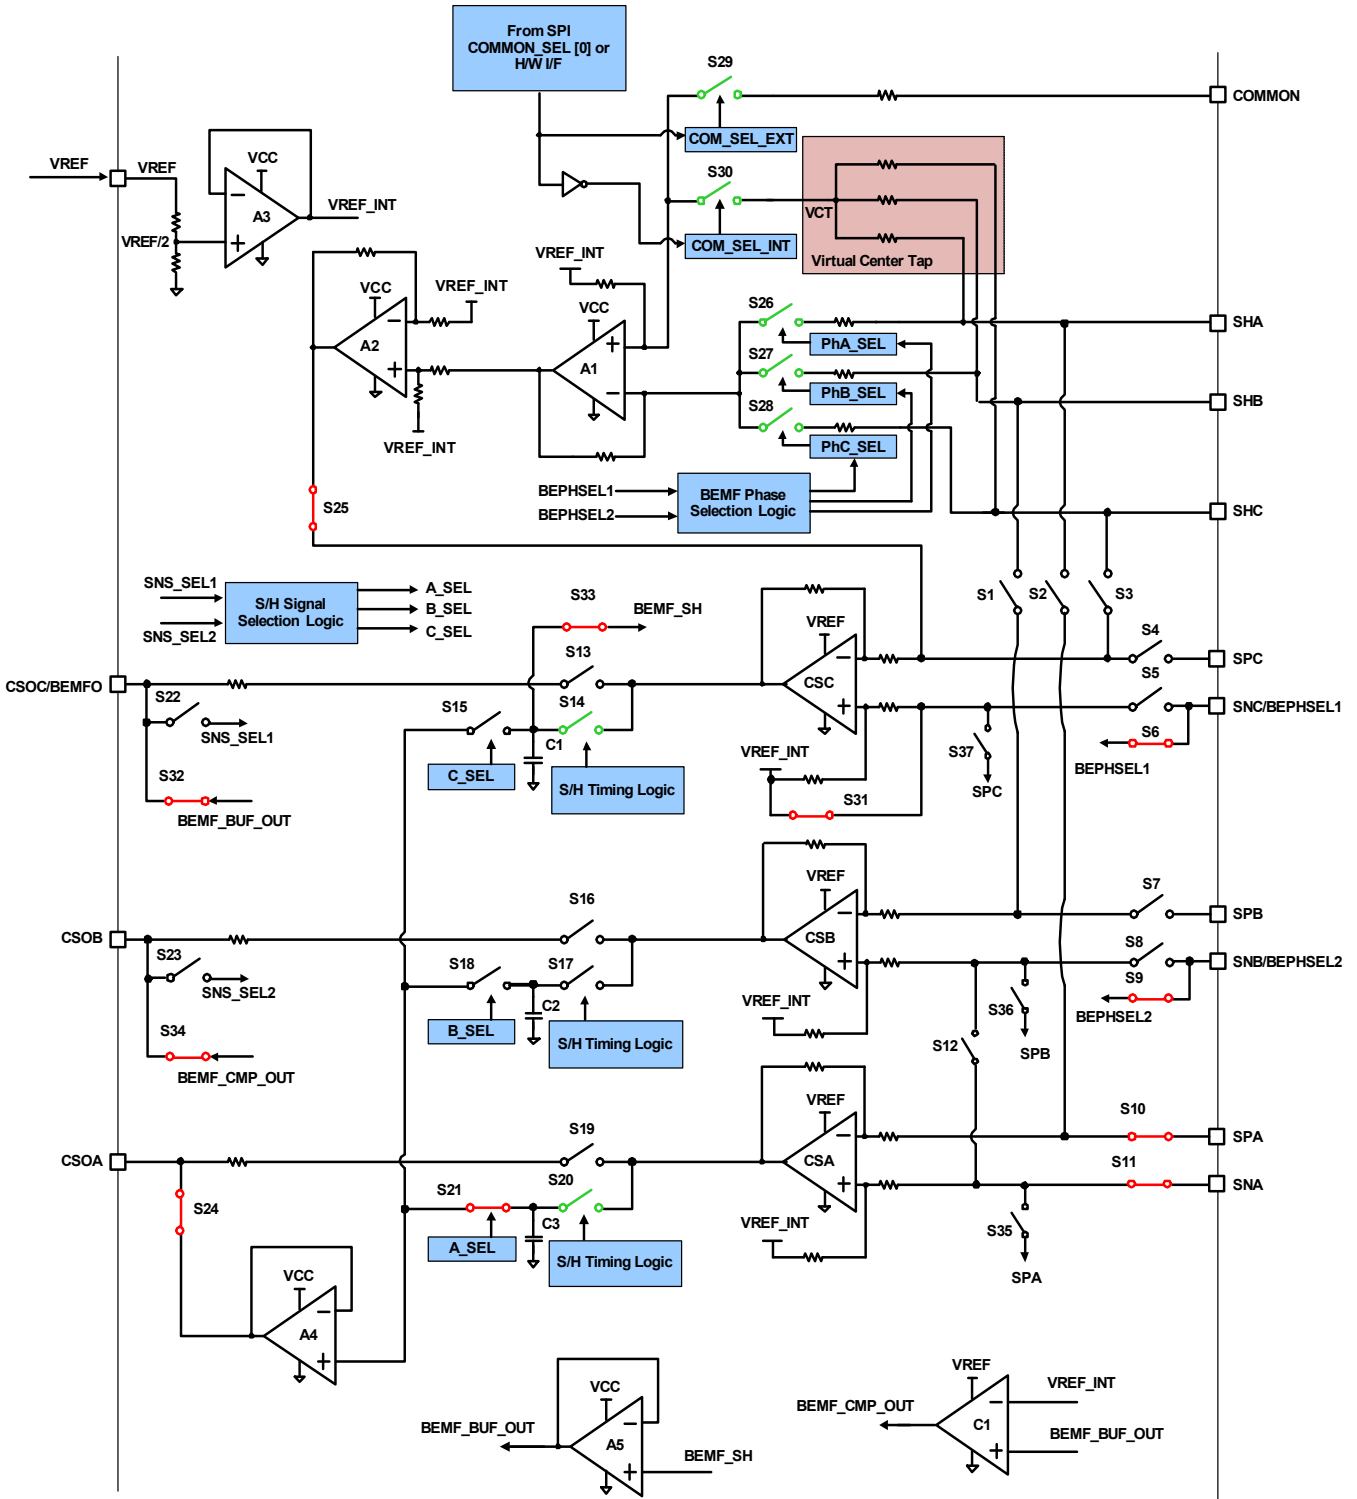 From SPI
COMMON_SEL [0] or
H/W I/F
S29
COMMON
COM_SEL_EXT
VREF
VREF
VCC
A3
VREF_INT
VREF/2
S30
VCT
COM_SEL_INT
Virtual Center Tap
VREF_INT
VCC
VREF_INT
A2
VREF_INT
VCC
A1
S26
PhA_SEL
SHA
S27
PhB_SEL
SHB
S28
PhC_SEL
BEPHSEL1
BEPHSEL2
BEMF Phase
Selection Logic
SHC
S25
SNS_SEL1
SNS_SEL2
S/H Signal
Selection Logic
A_SEL
B_SEL
C_SEL
S33
BEMF_SH
S1
S2
S3
S4
SPC
S5
SNC/BEPHSEL1
S6
BEPHSEL1
CSOC/BEMFO
S22
SNS_SEL1
S32
BEMF_BUF_OUT
S13
S14
S15
C1
C_SEL
S/H Timing Logic
VREF
CSC
VREF_INT
S31
S37
SPC
CSOB
S23
SNS_SEL2
S34
BEMF_CMP_OUT
S16
S17
S18
C2
B_SEL
S/H Timing Logic
VREF
CSB
VREF_INT
S7
SPB
S8
SNB/BEPHSEL2
S9
BEPHSEL2
S36
SPB
S12
CSOA
S24
S19
S20
S21
C3
A_SEL
S/H Timing Logic
VREF
CSA
VREF_INT
S10
SPA
S11
SNA
S35
SPA
VCC
A4
VCC
BEMF_BUF_OUT
A5
BEMF_SH
VREF
VREF_INT
BEMF_CMP_OUT
C1
BEMF_BUF_OUT